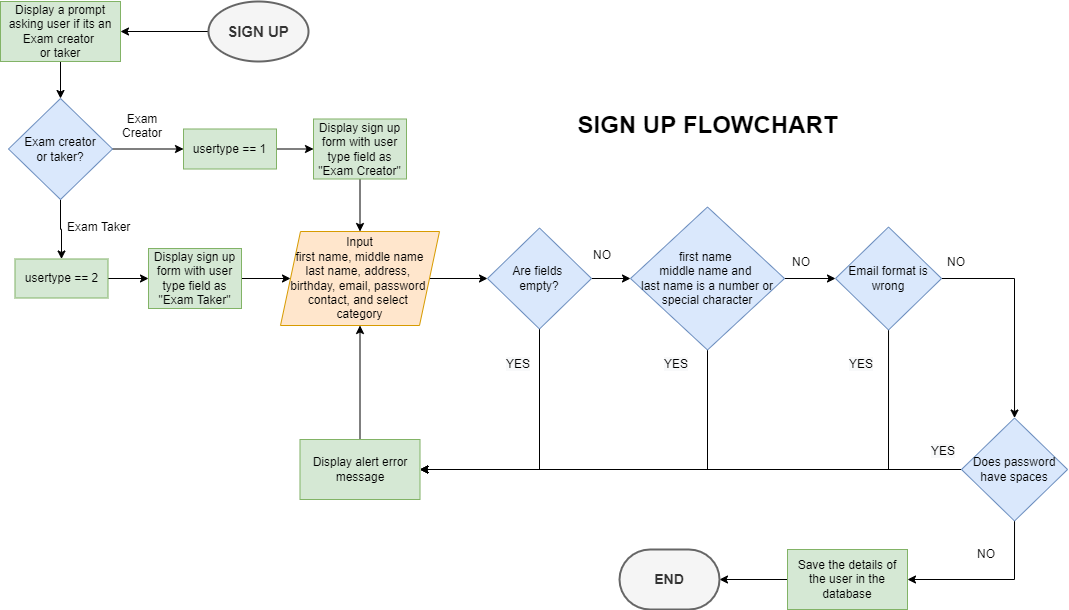 Display a prompt
asking user if its an
Exam creator
or taker
SIGN UP
SIGN UP FLOWCHART
Exam creator
or taker?
Exam
Creator
usertype == 1
Display sign up
form with user
type field as
"Exam Creator"
Exam Taker
usertype == 2
Display sign up
form with user
type field as
"Exam Taker"
Input
first name, middle name
last name, address,
birthday, email, password
contact, and select
category
Are fields
empty?
NO
first name
middle name and
last name is a number or
special character
NO
Email format is
wrong
NO
YES
YES
YES
YES
Does password
have spaces
Display alert error
message
NO
Save the details of
the user in the
database
END